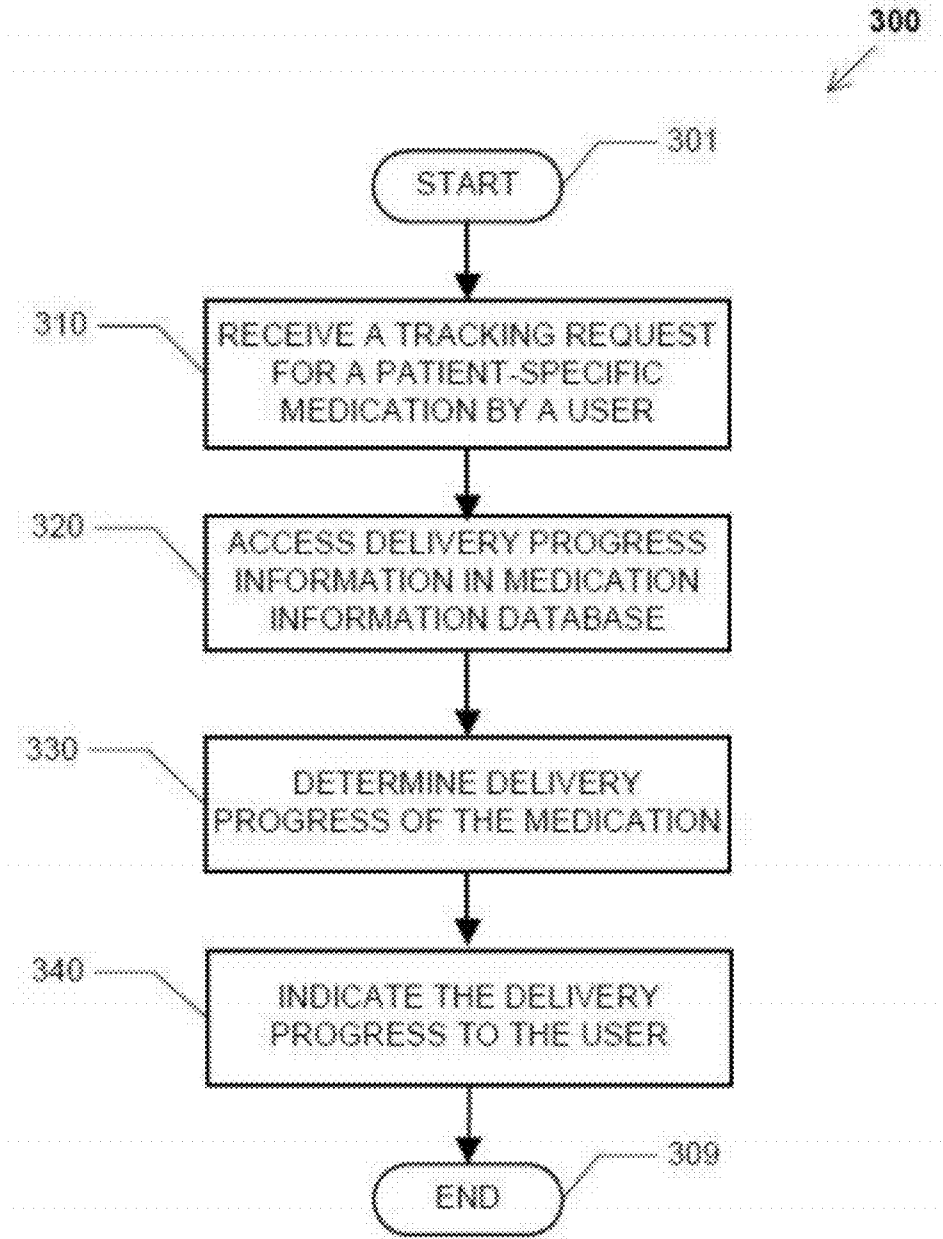 300
301
START
310
RECEIVE A TRACKING REQUEST
FOR A PATIENT-SPECIFIC
MEDICATION BY A USER
320
ACCESS DELIVERY PROGRESS
INFORMATION IN MEDICATION
INFORMATION DATABASE
330
DETERMINE DELIVERY
PROGRESS OF THE MEDICATION
340
INDICATE THE DELIVERY
PROGRESS TO THE USER
309
END